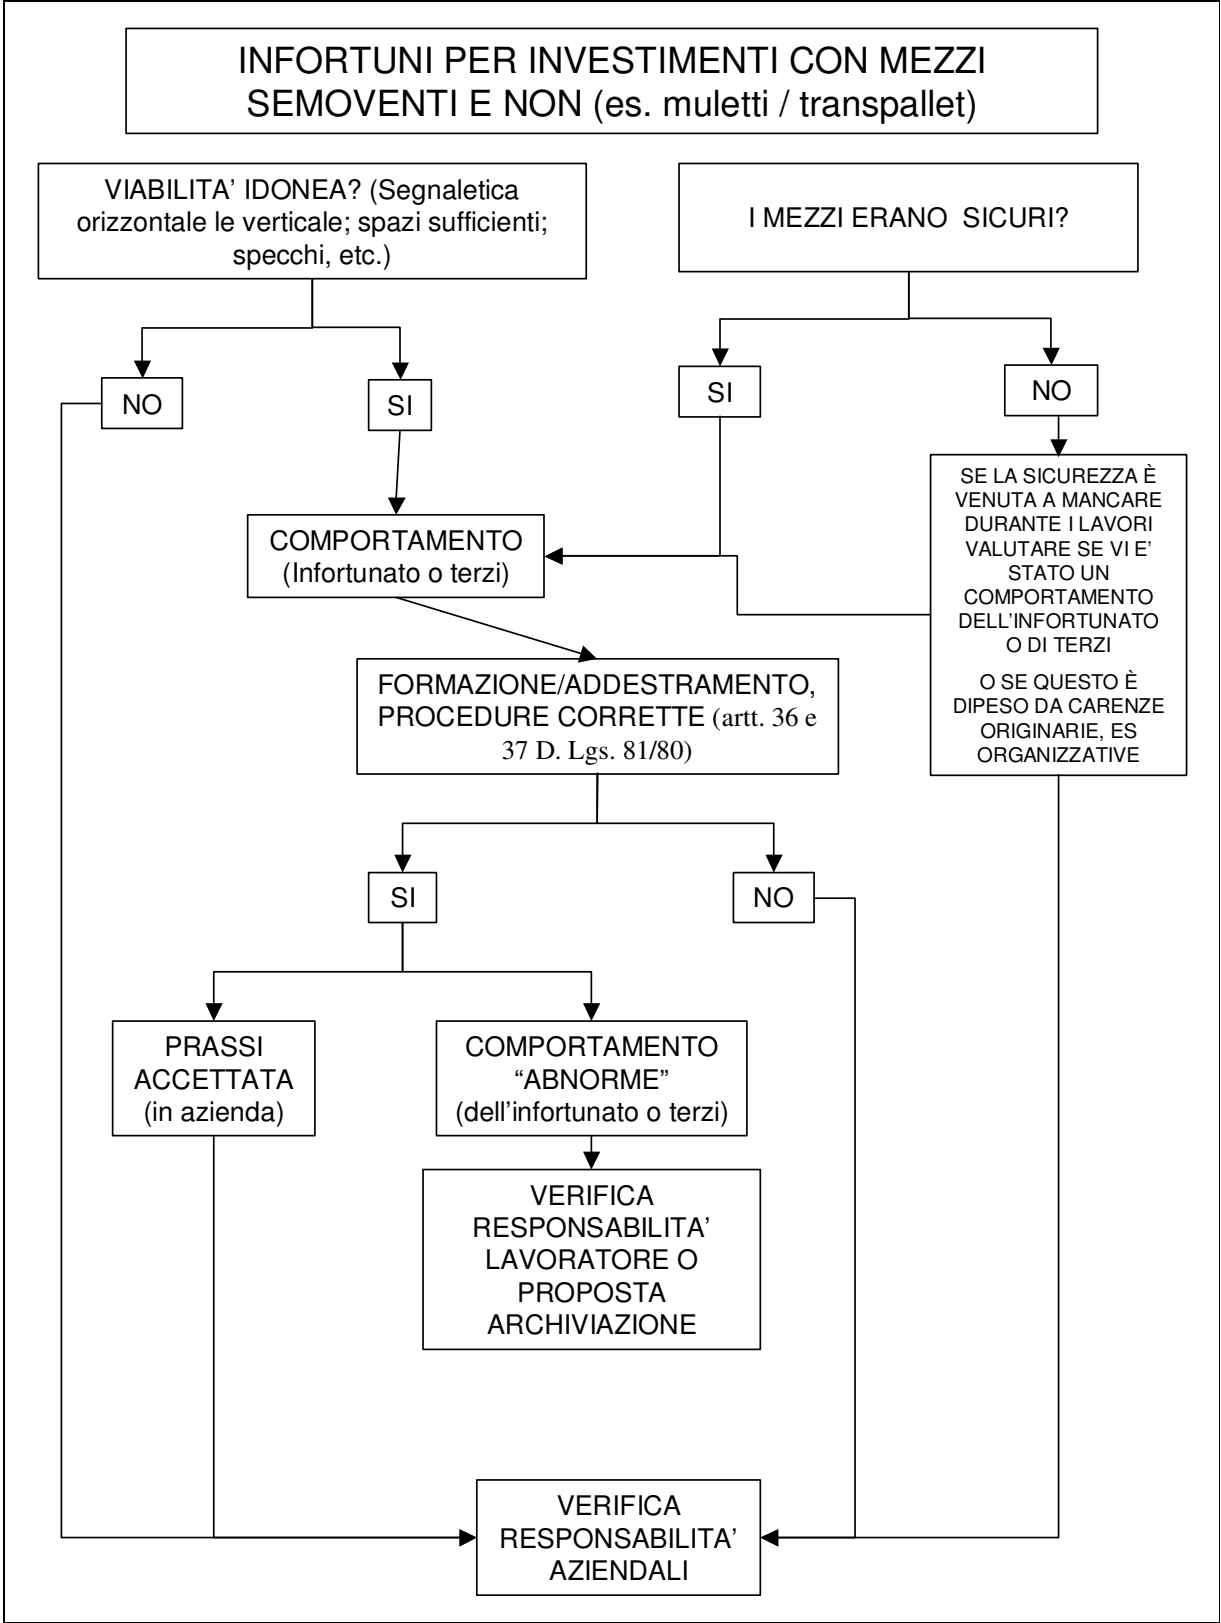 INFORTUNI PER INVESTIMENTI CON MEZZI
SEMOVENTI E NON (es. muletti / transpallet)
VIABILITA’ IDONEA? (Segnaletica
orizzontale le verticale; spazi sufficienti;
specchi, etc.)
I MEZZI ERANO SICURI?
NO
SI
SI
NO
COMPORTAMENTO
(Infortunato o terzi)
SE LA SICUREZZA È
VENUTA A MANCARE
DURANTE I LAVORI
VALUTARE SE VI E’
STATO UN
COMPORTAMENTO
DELL’INFORTUNATO
O DI TERZI
O SE QUESTO È
DIPESO DA CARENZE
ORIGINARIE, ES
ORGANIZZATIVE
FORMAZIONE/ADDESTRAMENTO,
PROCEDURE CORRETTE (artt. 36 e
37 D. Lgs. 81/80)
SI
NO
PRASSI
ACCETTATA
(in azienda)
COMPORTAMENTO
“ABNORME”
(dell’infortunato o terzi)
VERIFICA
RESPONSABILITA’
LAVORATORE O
PROPOSTA
ARCHIVIAZIONE
VERIFICA
RESPONSABILITA’
AZIENDALI